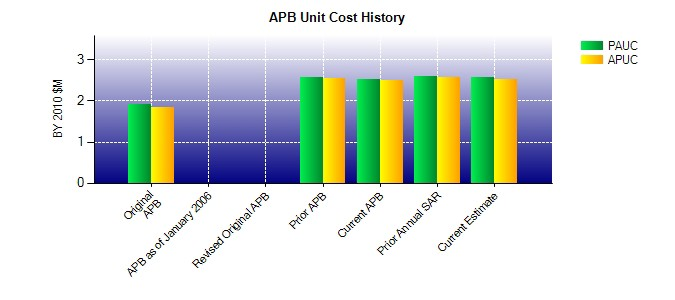 APB Unit Cost History
PAUC
APUC
BY 2010 $M
3
2
1
0
Original
APB
APB as of January 2006
Revised Original APB
Prior APB
Current APB
Prior Annual SAR
Current Estimate